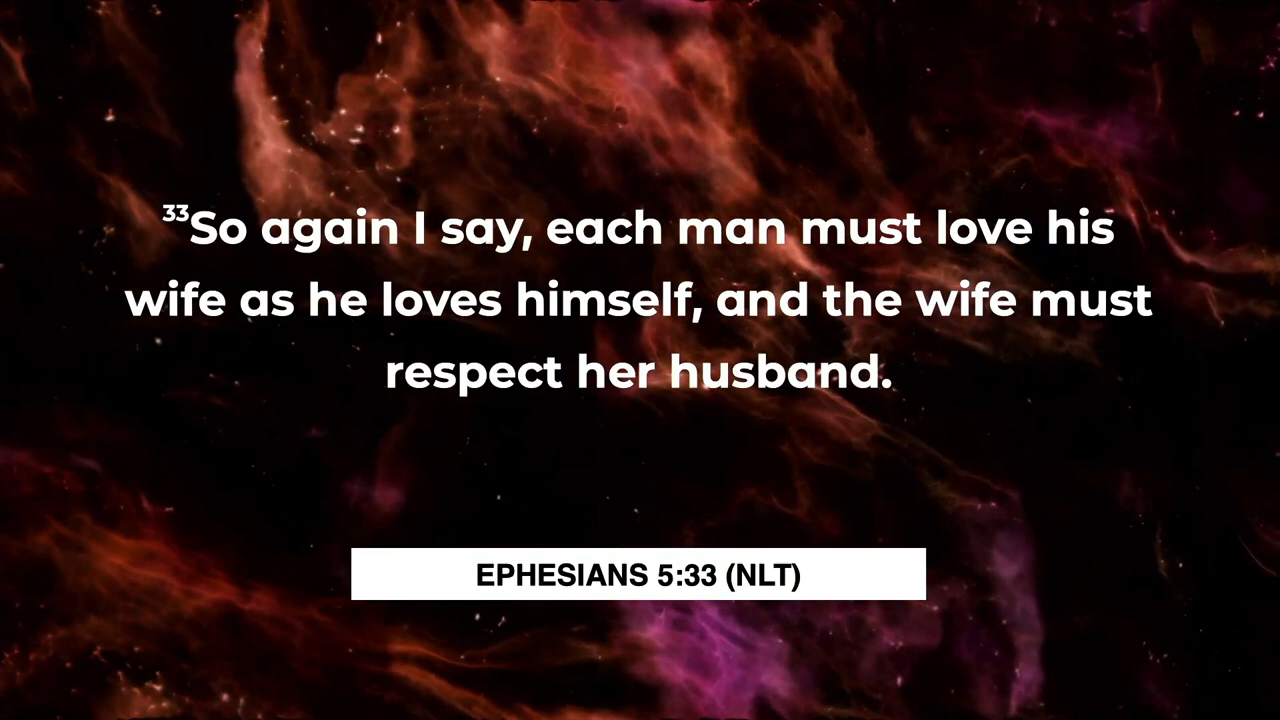 ³³So again I say, each man must love his
wife as he loves himself, and the wife must
respect her husband.
EPHESIANS 5:33 (NLT)